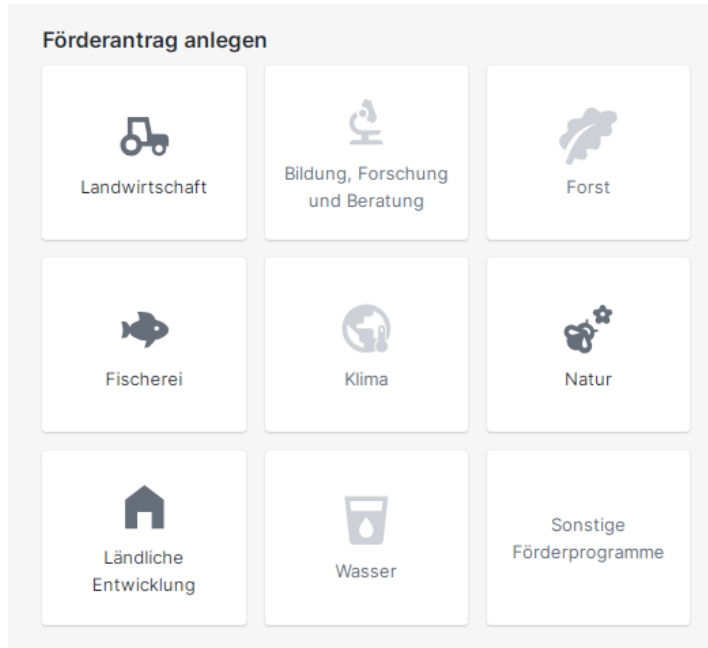 Förderantrag anlegen
Landwirtschaft
Bildung, Forschung
und Beratung
Forst
Fischerei
Klima
Natur
Ländliche
Entwicklung
Wasser
Sonstige
Förderprogramme